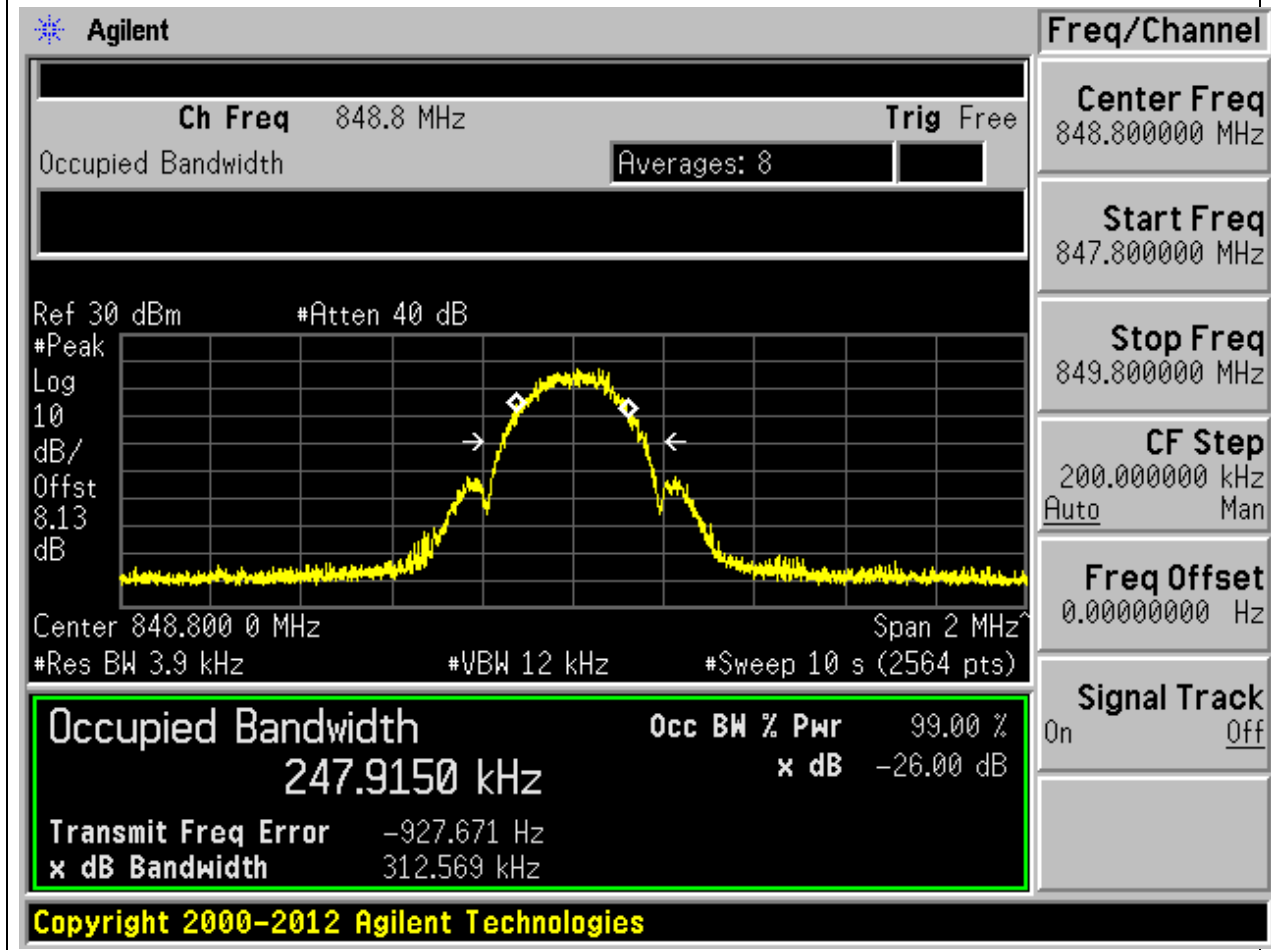 Agilent
Freq/Channel
Ch Freq 848.8 MHz Trig Free
Occupied Bandwidth Averages: 8
Ref 30 dBm #Atten 40 dB
#Peak
Log
10
dB/
Offst
8.13
dB
Center 848.800 0 MHz Span 2 MHz^
#Res BW 3.9 kHz #VBW 12 kHz #Sweep 10 s (2564 pts)
Occupied Bandwidth Occ BW % Pwr 99.00 %
247.9150 kHz x dB -26.00 dB
Transmit Freq Error -927.671 Hz
x dB Bandwidth 312.569 kHz
Copyright 2000-2012 Agilent Technologies
Center Freq
848.800000 MHz
Start Freq
847.800000 MHz
Stop Freq
849.800000 MHz
CF Step
200.000000 kHz
Auto Man
Freq Offset
0.00000000 Hz
Signal Track
On Off